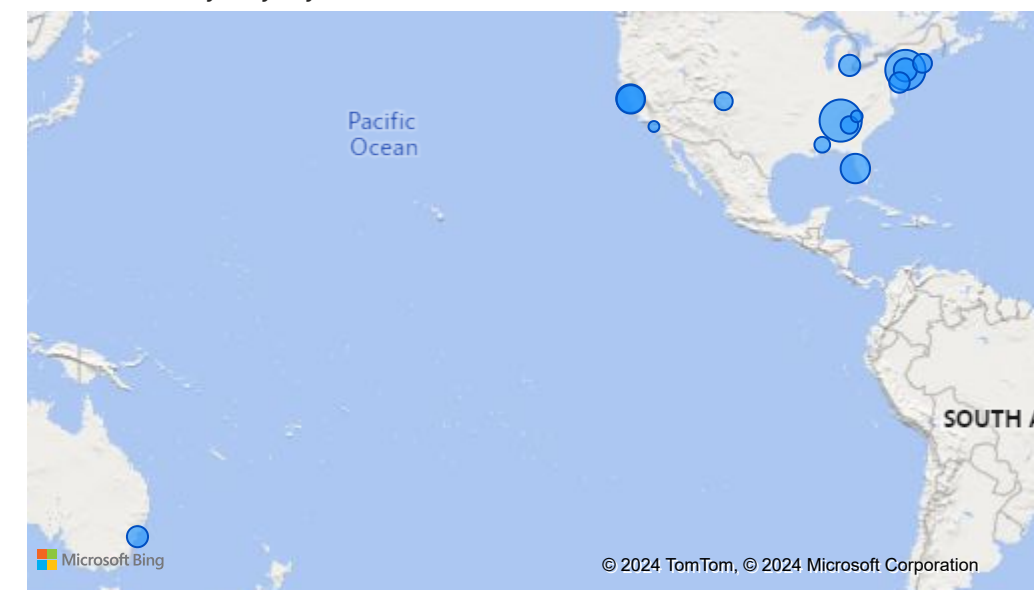 Pacific
Ocean
SOUTH A
Microsoft Bing
© 2024 TomTom, © 2024 Microsoft Corporation